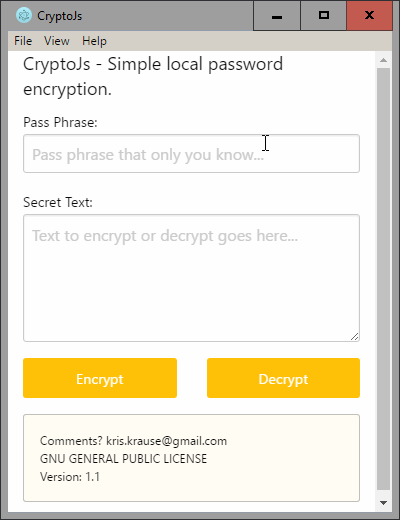 CryptoJs
File View Help
CryptoJs - Simple local password
encryption.
Pass Phrase:
Pass phrase that only you know...
Secret Text:
Text to encrypt or decrypt goes here...
Encrypt Decrypt
Comments? kris.krause@gmail.com
GNU GENERAL PUBLIC LICENSE
Version: 1.1